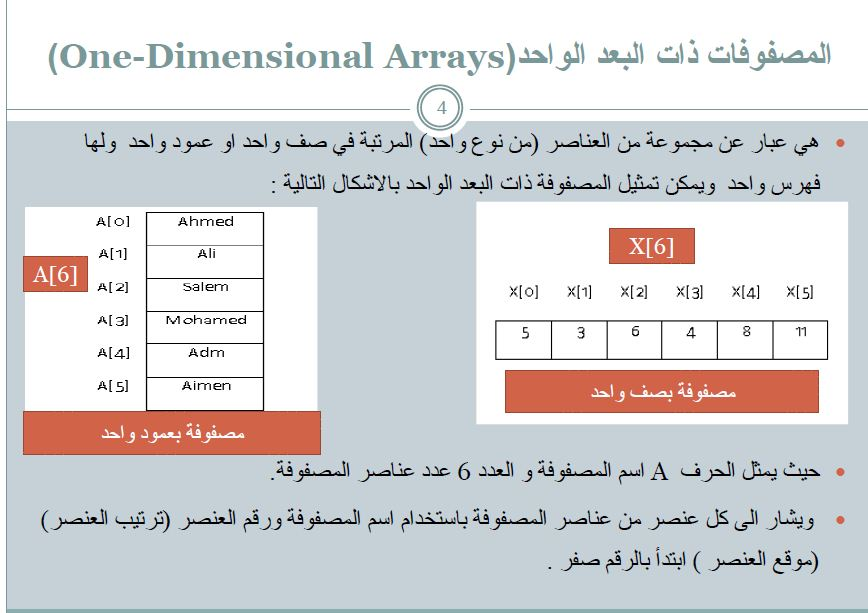 المصفوفات ذات البعد الواحد(One-Dimensional Arrays)
4
هي عبار عن مجموعة من العناصر (من نوع واحد) المرتبة في صف واحد او عمود واحد ولها
فهرس واحد ويمكن تمثيل المصفوفة ذات البعد الواحد بالاشكال التالية :
X[6]
X[0] X[1] X[2] X[3] X[4] X[5]
5 3 6 4 8 11
مصفوفة بصف واحد
A[6]
A[0] Ahmed
A[1] Ali
A[2] Salem
A[3] Mohamed
A[4] Adm
A[5] Aimen
مصفوفة بعمود واحد
حيث يمثل الحرف A اسم المصفوفة و العدد 6 عدد عناصر المصفوفة.
ويشار الى كل عنصر من عناصر المصفوفة باستخدام اسم المصفوفة ورقم العنصر (ترتيب العنصر)
(موقع العنصر ) ابتدأ بالرقم صفر .